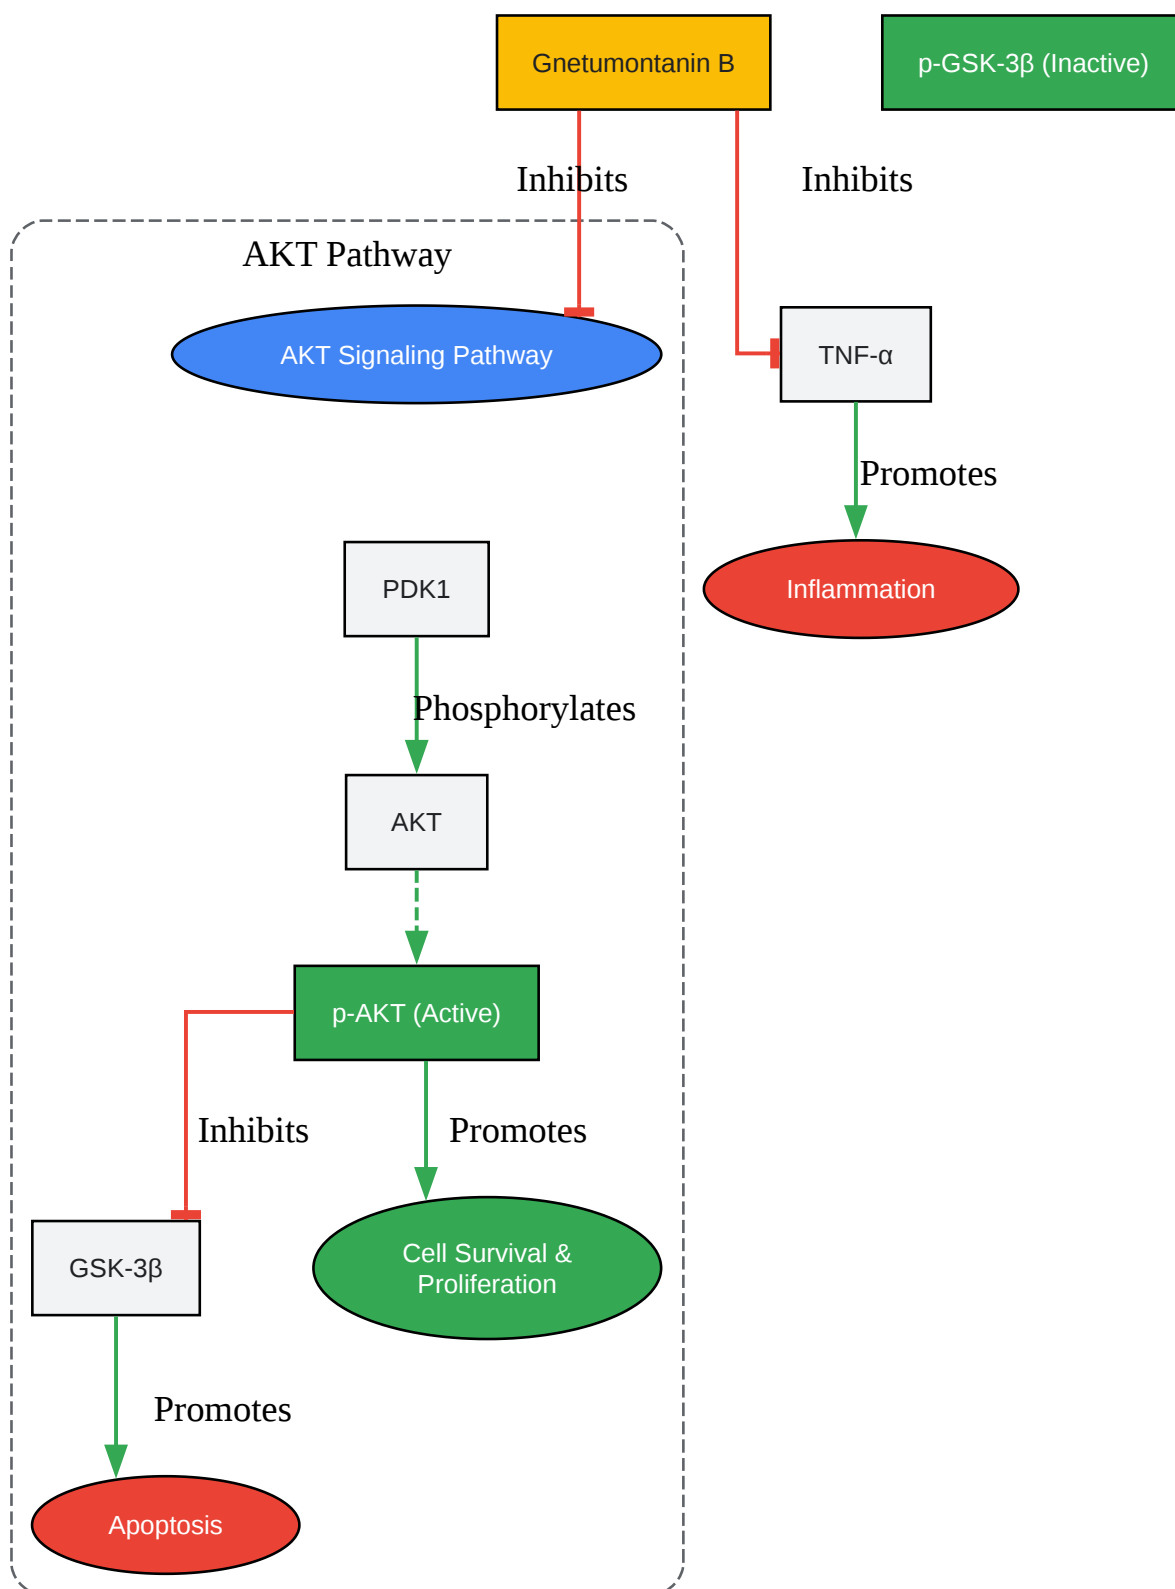 Gnetumontanin B
p-GSK-3β (Inactive)
Inhibits
Inhibits
AKT Pathway
AKT Signaling Pathway
TNF-α
Promotes
PDK1
Inflammation
Phosphorylates
AKT
p-AKT (Active)
Inhibits
Promotes
Cell Survival &
Proliferation
GSK-3β
Promotes
Apoptosis